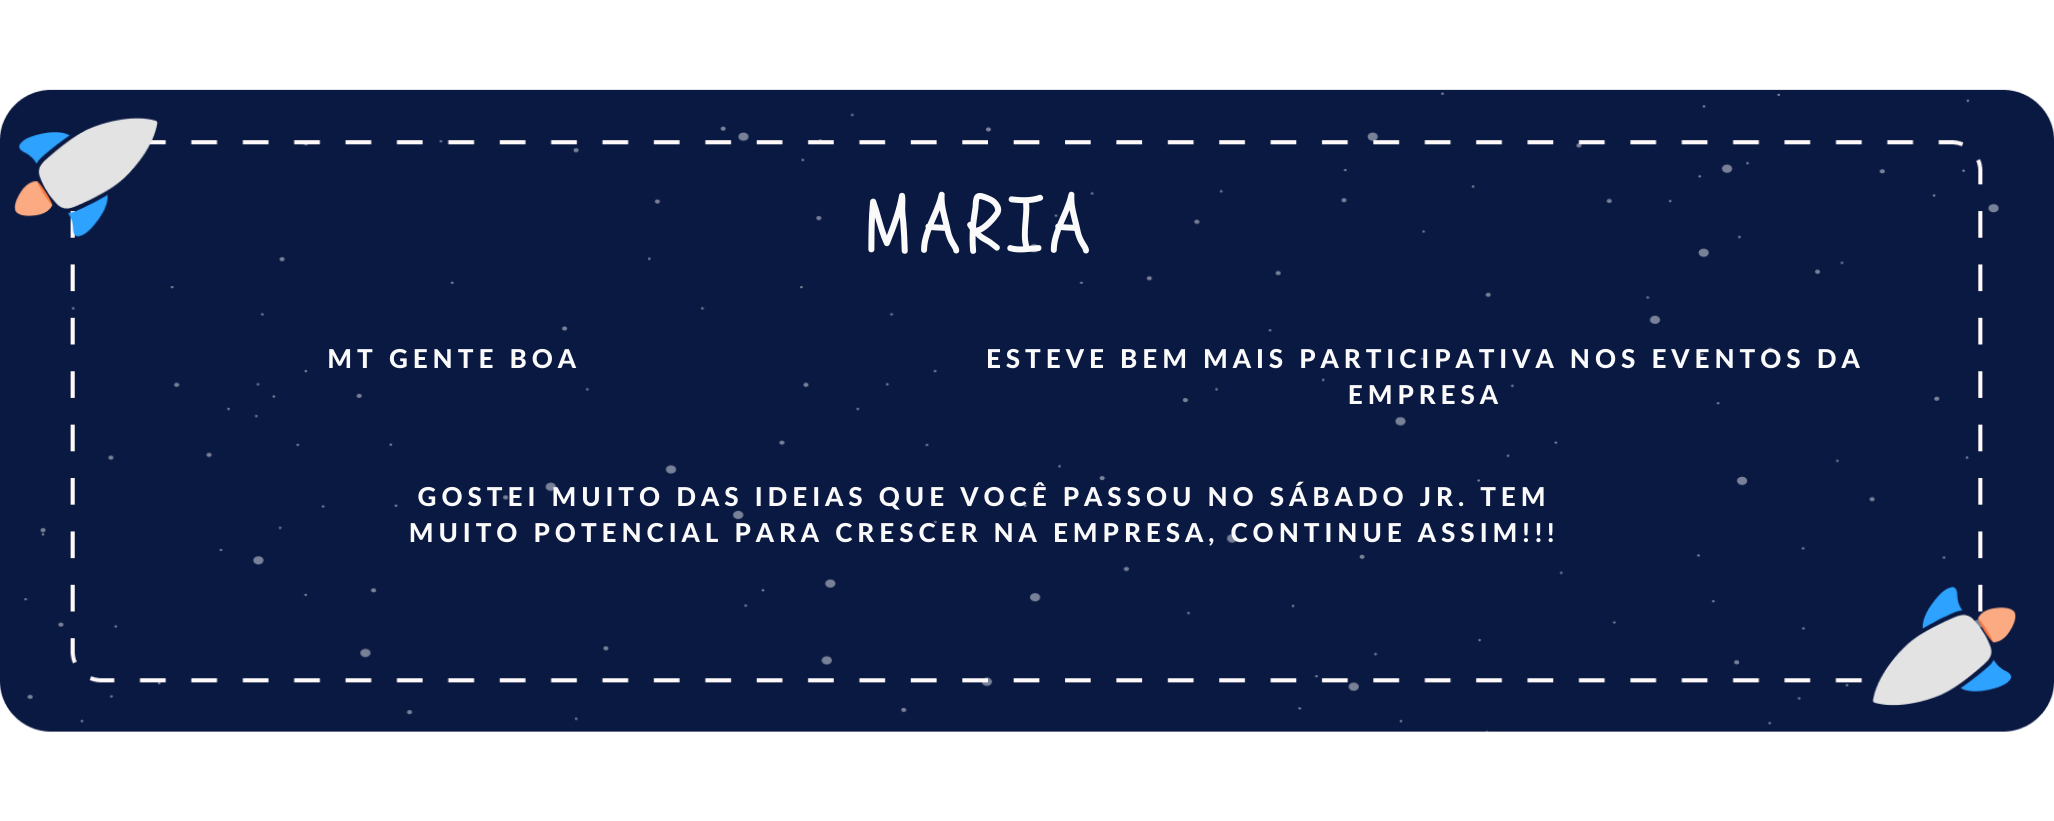 MARIA
MT GENTE BOA
ESTEVE BEM MAIS PARTICIPATIVA NOS EVENTOS DA
EMPRESA
GOSTEI MUITO DAS IDEIAS QUE VOCÊ PASSOU NO SÁBADO JR. TEM
MUITO POTENCIAL PARA CRESCER NA EMPRESA, CONTINUE ASSIM!!!